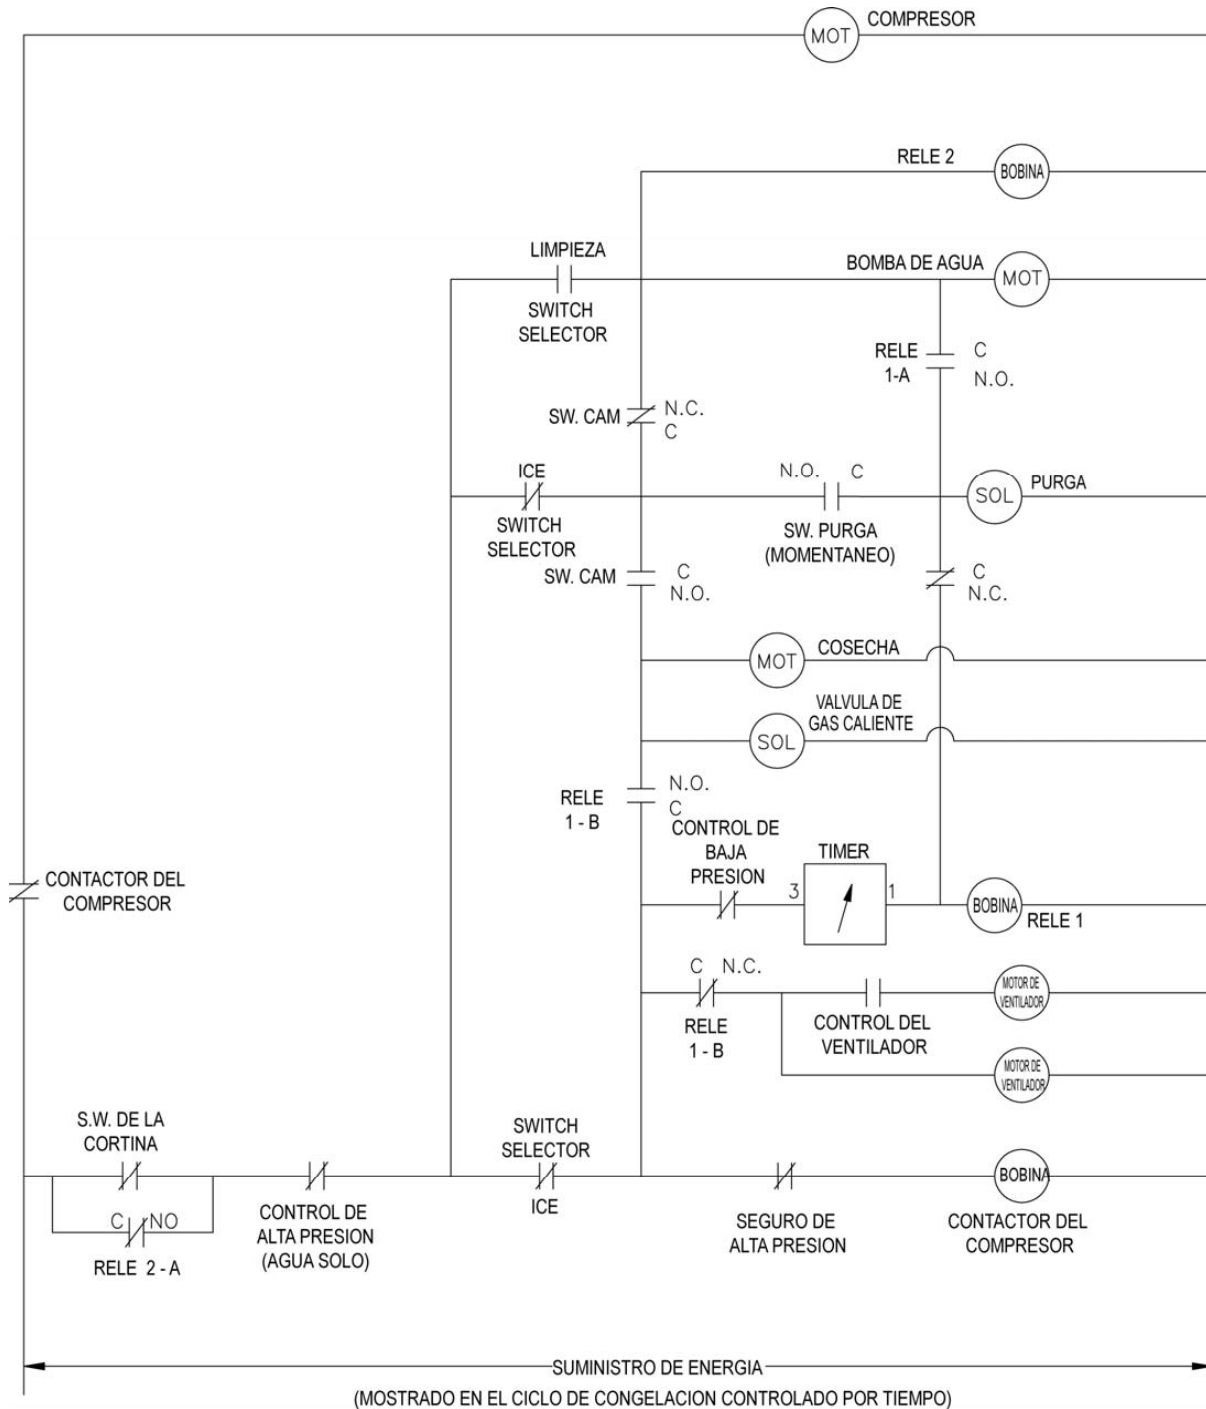 COMPRESOR
MOT
RELE 2
BOBINA
LIMPIEZA
SWITCH
SELECTOR
BOMBA DE AGUA
MOT
RELE
1-A
C
N.O.
SW. CAM
N.C.
C
ICE
SWITCH
SELECTOR
N.O. C
SW. PURGA
(MOMENTANEO)
SOL
PURGA
SW. CAM
C
N.O.
C
N.C.
MOT
COSECHA
VALVULA DE
GAS CALIENTE
SOL
RELE
1 - B
N.O.
C
CONTROL DE
BAJA
PRESION
TIMER
3
1
BOBINA
RELE 1
CONTACTOR DEL
COMPRESOR
C N.C.
RELE
1 - B
CONTROL DEL
VENTILADOR
MOTOR DE
VENTILADOR
MOTOR DE
VENTILADOR
S.W. DE LA
CORTINA
C NO
RELE 2 - A
CONTROL DE
ALTA PRESION
(AGUA SOLO)
SWITCH
SELECTOR
ICE
SEGURO DE
ALTA PRESION
BOBINA
CONTACTOR DEL
COMPRESOR
SUMINISTRO DE ENERGIA
(MOSTRADO EN EL CICLO DE CONGELACION CONTROLADO POR TIEMPO)